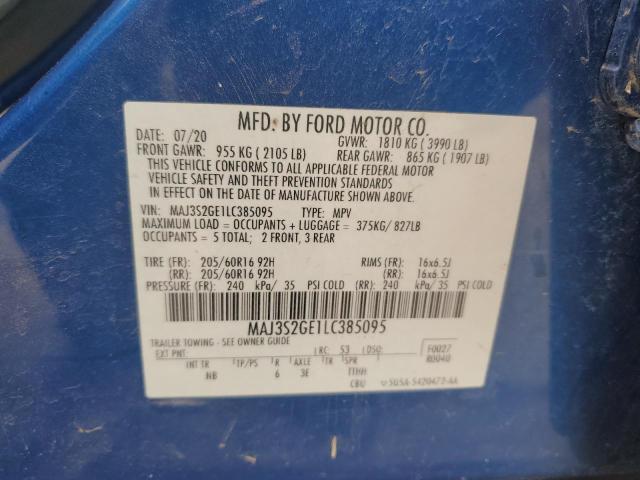 MFD. BY FORD MOTOR CO.
DATE: 07/20 GVWR: 1810 KG ( 3990 LB)
FRONT GAWR: 955 KG ( 2105 LB) REAR GAWR: 865 KG ( 1907 LB)
THIS VEHICLE CONFORMS TO ALL APPLICABLE FEDERAL MOTOR
VEHICLE SAFETY AND THEFT PREVENTION STANDARDS
IN EFFECT ON THE DATE OF MANUFACTURE SHOWN ABOVE.
VIN: MAJ3S2GE1LC385095 TYPE: MPV
MAXIMUM LOAD = OCCUPANTS + LUGGAGE = 375KG/ 827LB
OCCUPANTS = 5 TOTAL; 2 FRONT, 3 REAR
TIRE (FR): 205/60R16 92H RIMS (FR): 16x6.5J
(RR): 205/60R16 92H (RR): 16x6.5J
PRESSURE (FR): 240 kPa/ 35 PSI COLD (RR): 240 kPa/ 35 PSI COLD
MAJ3S2GE1LC385095
TRAILER TOWING - SEE OWNER GUIDE
EXT PNT: RC: 53 DSO: F0027
R0040
INT TR TP/PS R AXLE TR SPR
NB 6 3E
CBU